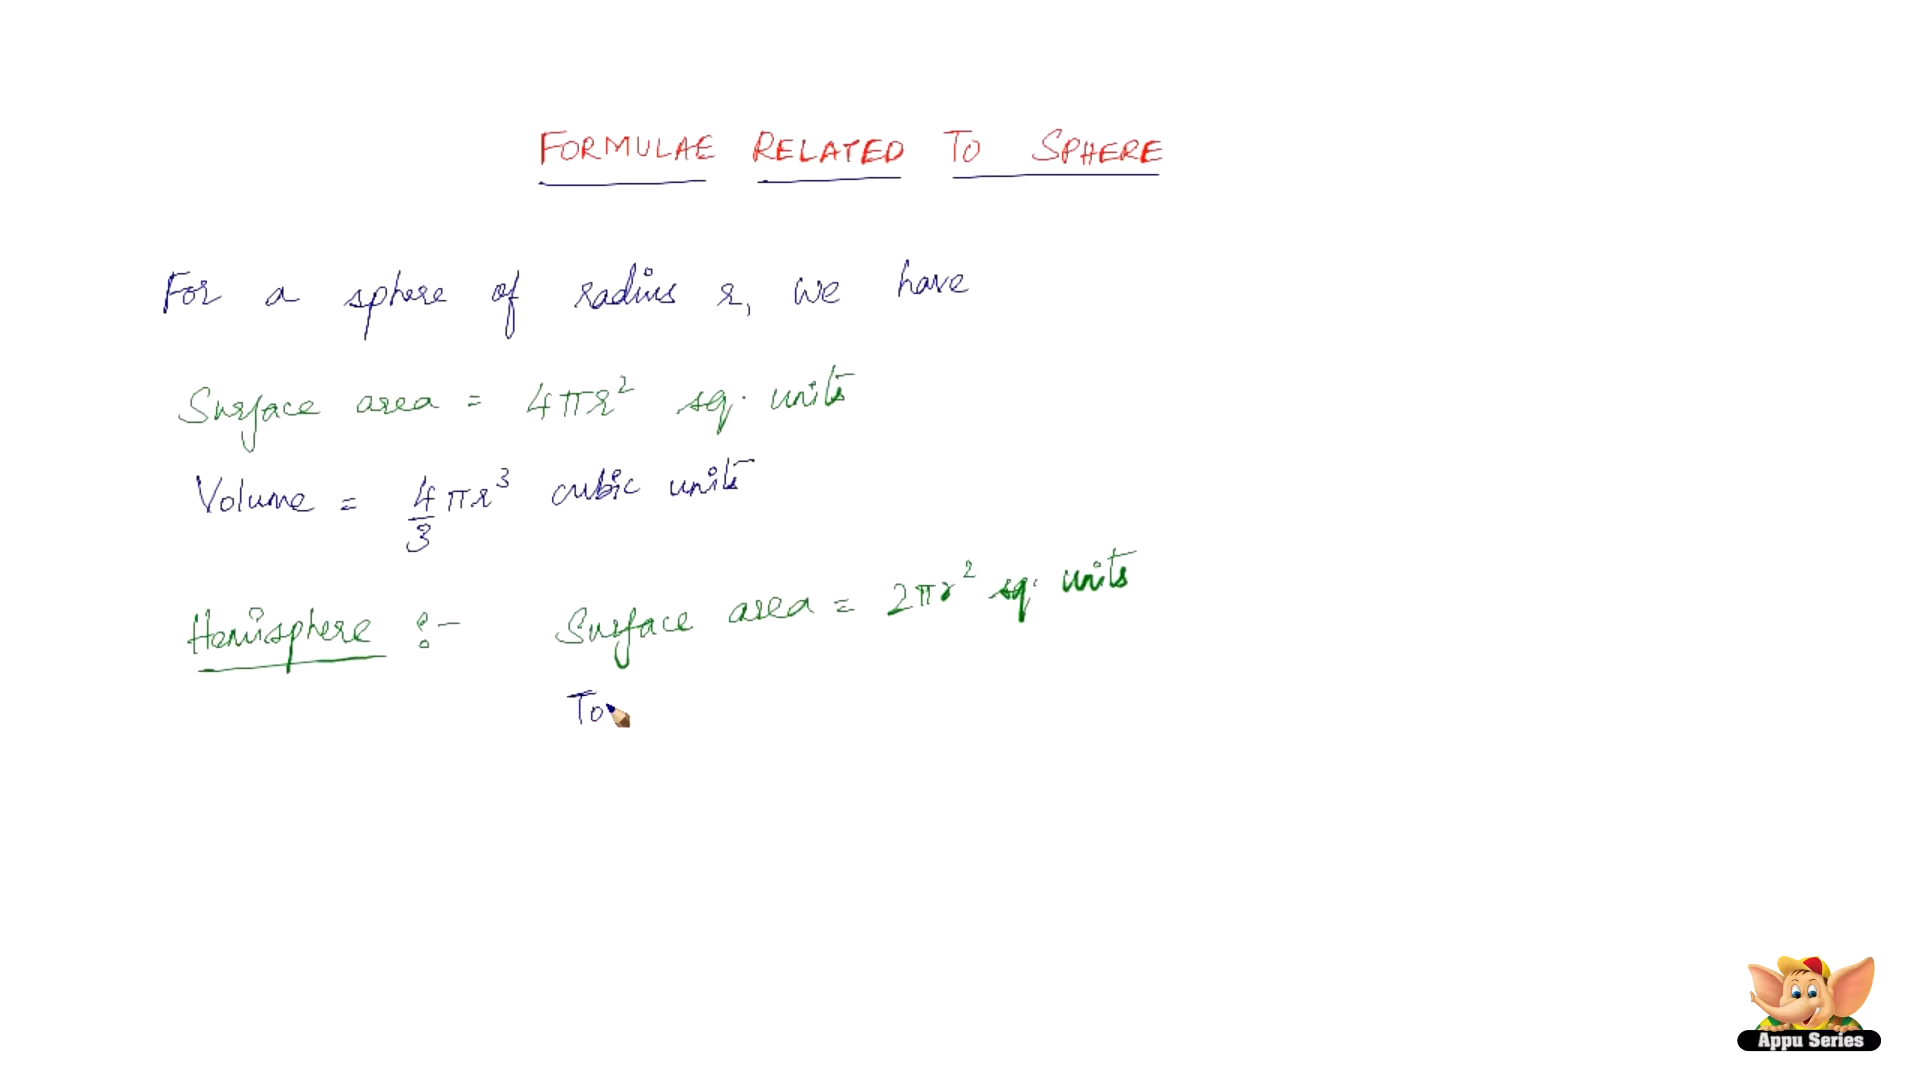 FORMULAE RELATED TO SPHERE
For a sphere of radius r, we have
Surface area = 4πr² sq. units
Volume = 4/3 πr³ cubic units
Hemisphere :- Surface area = 2πr² sq. units
To
Appu Series